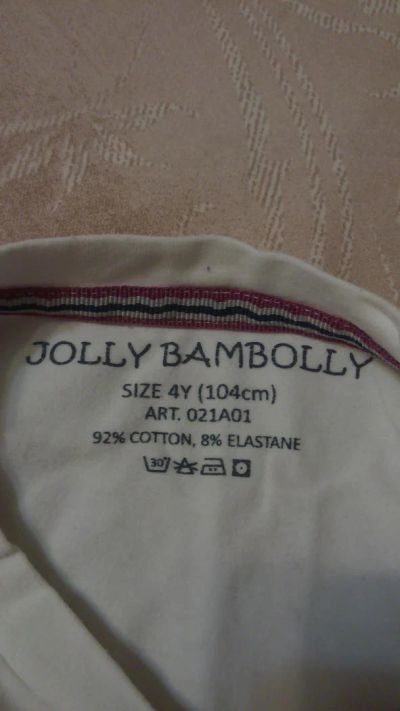 JOLLY BAMBOLLY
SIZE 4Y (104cm)
ART. 021A01
92% COTTON, 8% ELASTANE
30°